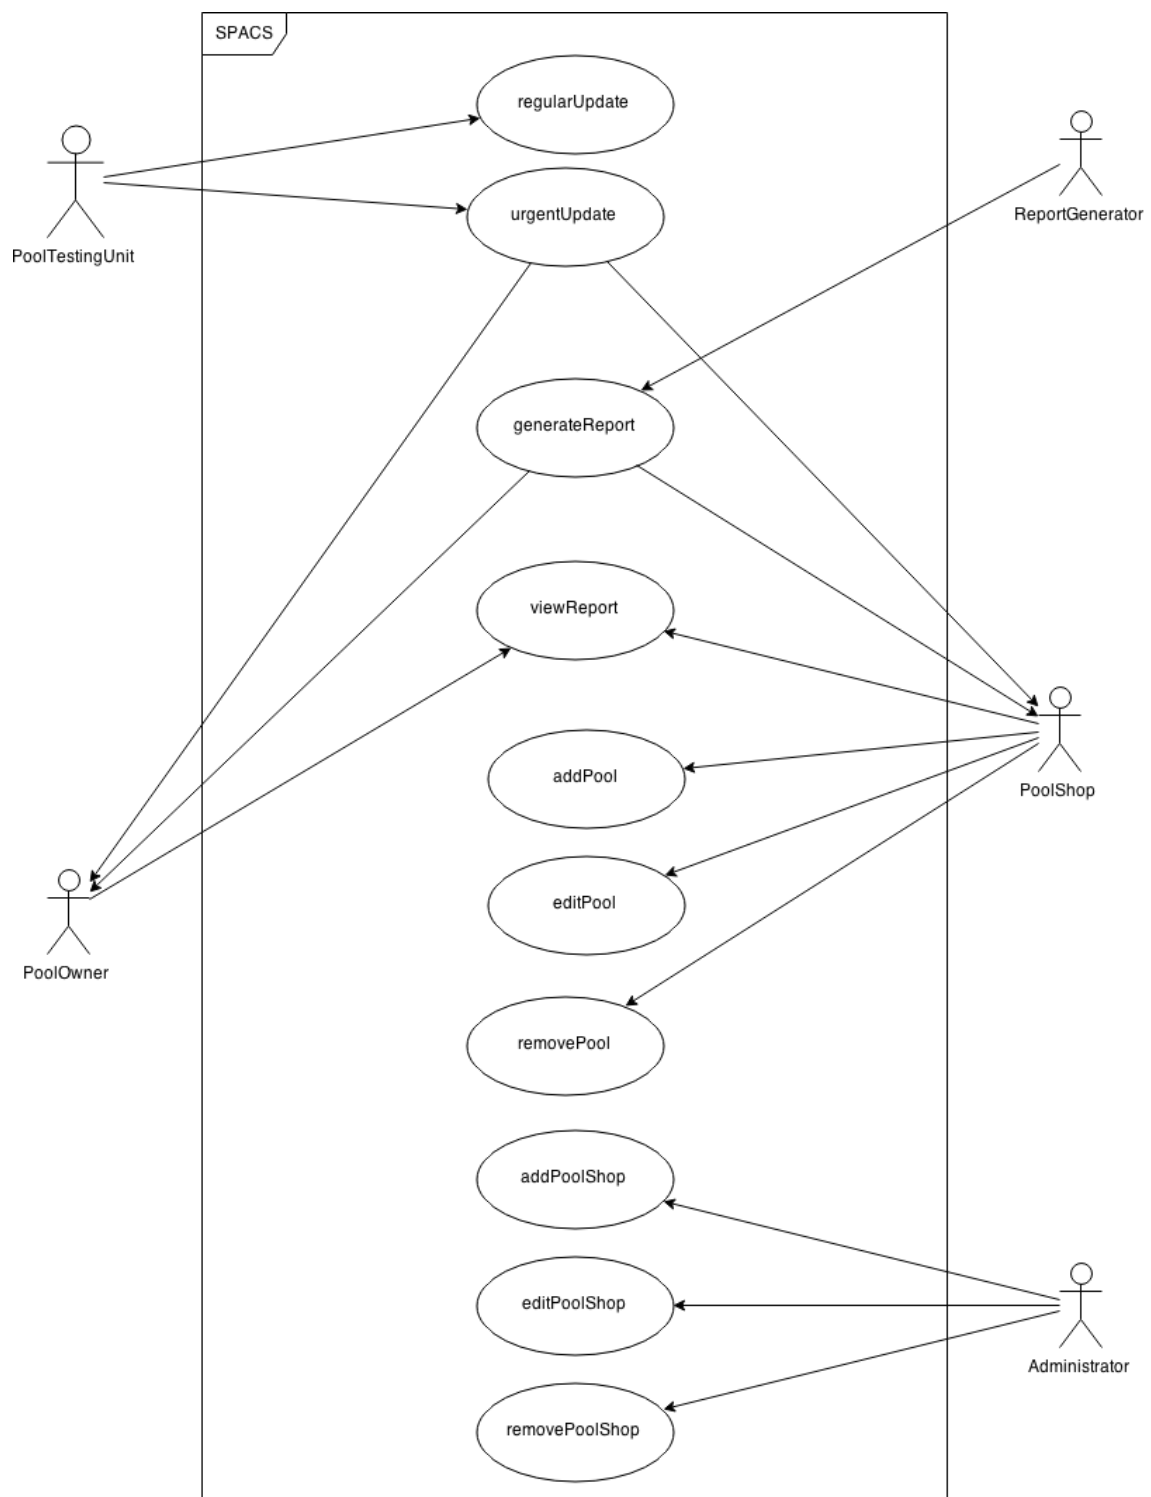 SPACS
regularUpdate
urgentUpdate
PoolTestingUnit
ReportGenerator
generateReport
viewReport
addPool
PoolShop
editPool
PoolOwner
removePool
addPoolShop
editPoolShop
Administrator
removePoolShop